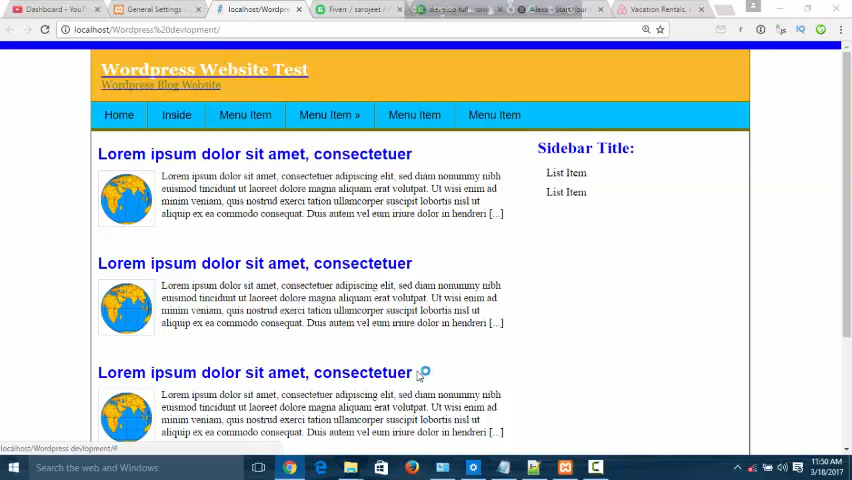 Dashboard - YouT
General Settings
localhost/Wordpre
Fiverr / sarojeet /
develop full
Vacation Rentals,
localhost/Wordpress%20devlopment/
Wordpress Website Test
Wordpress Blog Website
Home Inside Menu Item Menu Item » Menu Item Menu Item
Lorem ipsum dolor sit amet, consectetuer
Lorem ipsum dolor sit amet, consectetuer adipiscing elit, sed diam nonummy nibh
eusmod tincidunt ut laoreet dolore magna aliquam erat volutpat. Ut wisi enim ad
minim veniam, quis nostrud exerci tation ullamcorper suscipit lobortis nisl ut
aliquip ex ea commodo consequat. Duis autem vel eum iriure dolor in hendreri [...]
Lorem ipsum dolor sit amet, consectetuer
Lorem ipsum dolor sit amet, consectetuer adipiscing elit, sed diam nonummy nibh
eusmod tincidunt ut laoreet dolore magna aliquam erat volutpat. Ut wisi enim ad
minim veniam, quis nostrud exerci tation ullamcorper suscipit lobortis nisl ut
aliquip ex ea commodo consequat. Duis autem vel eum iriure dolor in hendreri [...]
Lorem ipsum dolor sit amet, consectetuer
Lorem ipsum dolor sit amet, consectetuer adipiscing elit, sed diam nonummy nibh
eusmod tincidunt ut laoreet dolore magna aliquam erat volutpat. Ut wisi enim ad
minim veniam, quis nostrud exerci tation ullamcorper suscipit lobortis nisl ut
aliquip ex ea commodo consequat. Duis autem vel eum iriure dolor in hendreri [...]
Sidebar Title:
List Item
List Item
localhost/Wordpress devlopment/#
Search the web and Windows
11:50 AM
3/18/2017